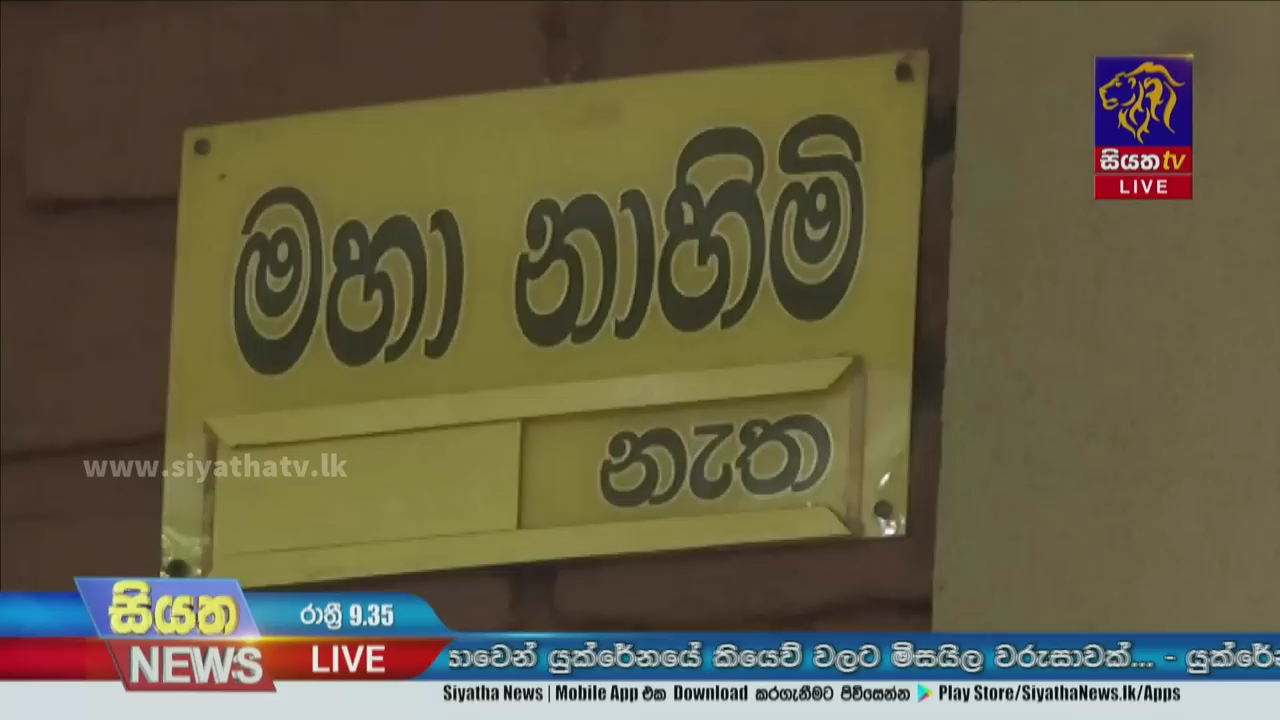 මහා නාහිමි
නැත
සියත tv
LIVE
www.siyathatv.lk
සියත
NEWS
රාත්‍රී 9.35
LIVE
යාවෙන් යුක්රේනයේ කියෙව් වලට මිසයිල වරුසාවක්... - යුක්රේන
Siyatha News | Mobile App එක Download කරගැනීමට පිවිසෙන්න Play Store/SiyathaNews.lk/Apps